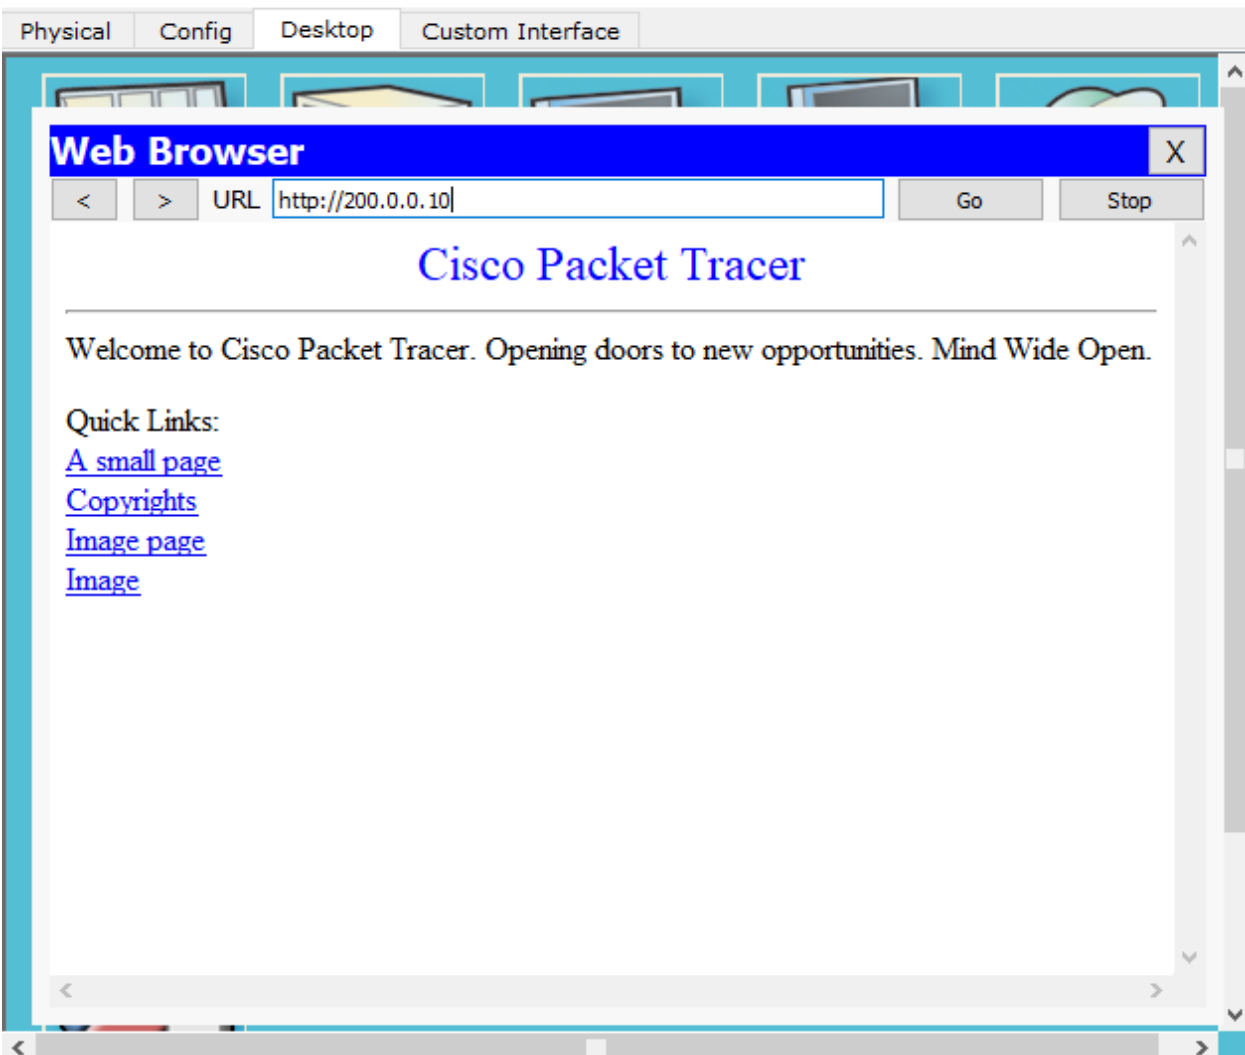 Physical Config Desktop Custom Interface
Web Browser X
< > URL http://200.0.0.10 Go Stop
Cisco Packet Tracer
Welcome to Cisco Packet Tracer. Opening doors to new opportunities. Mind Wide Open.
Quick Links:
A small page
Copyrights
Image page
Image